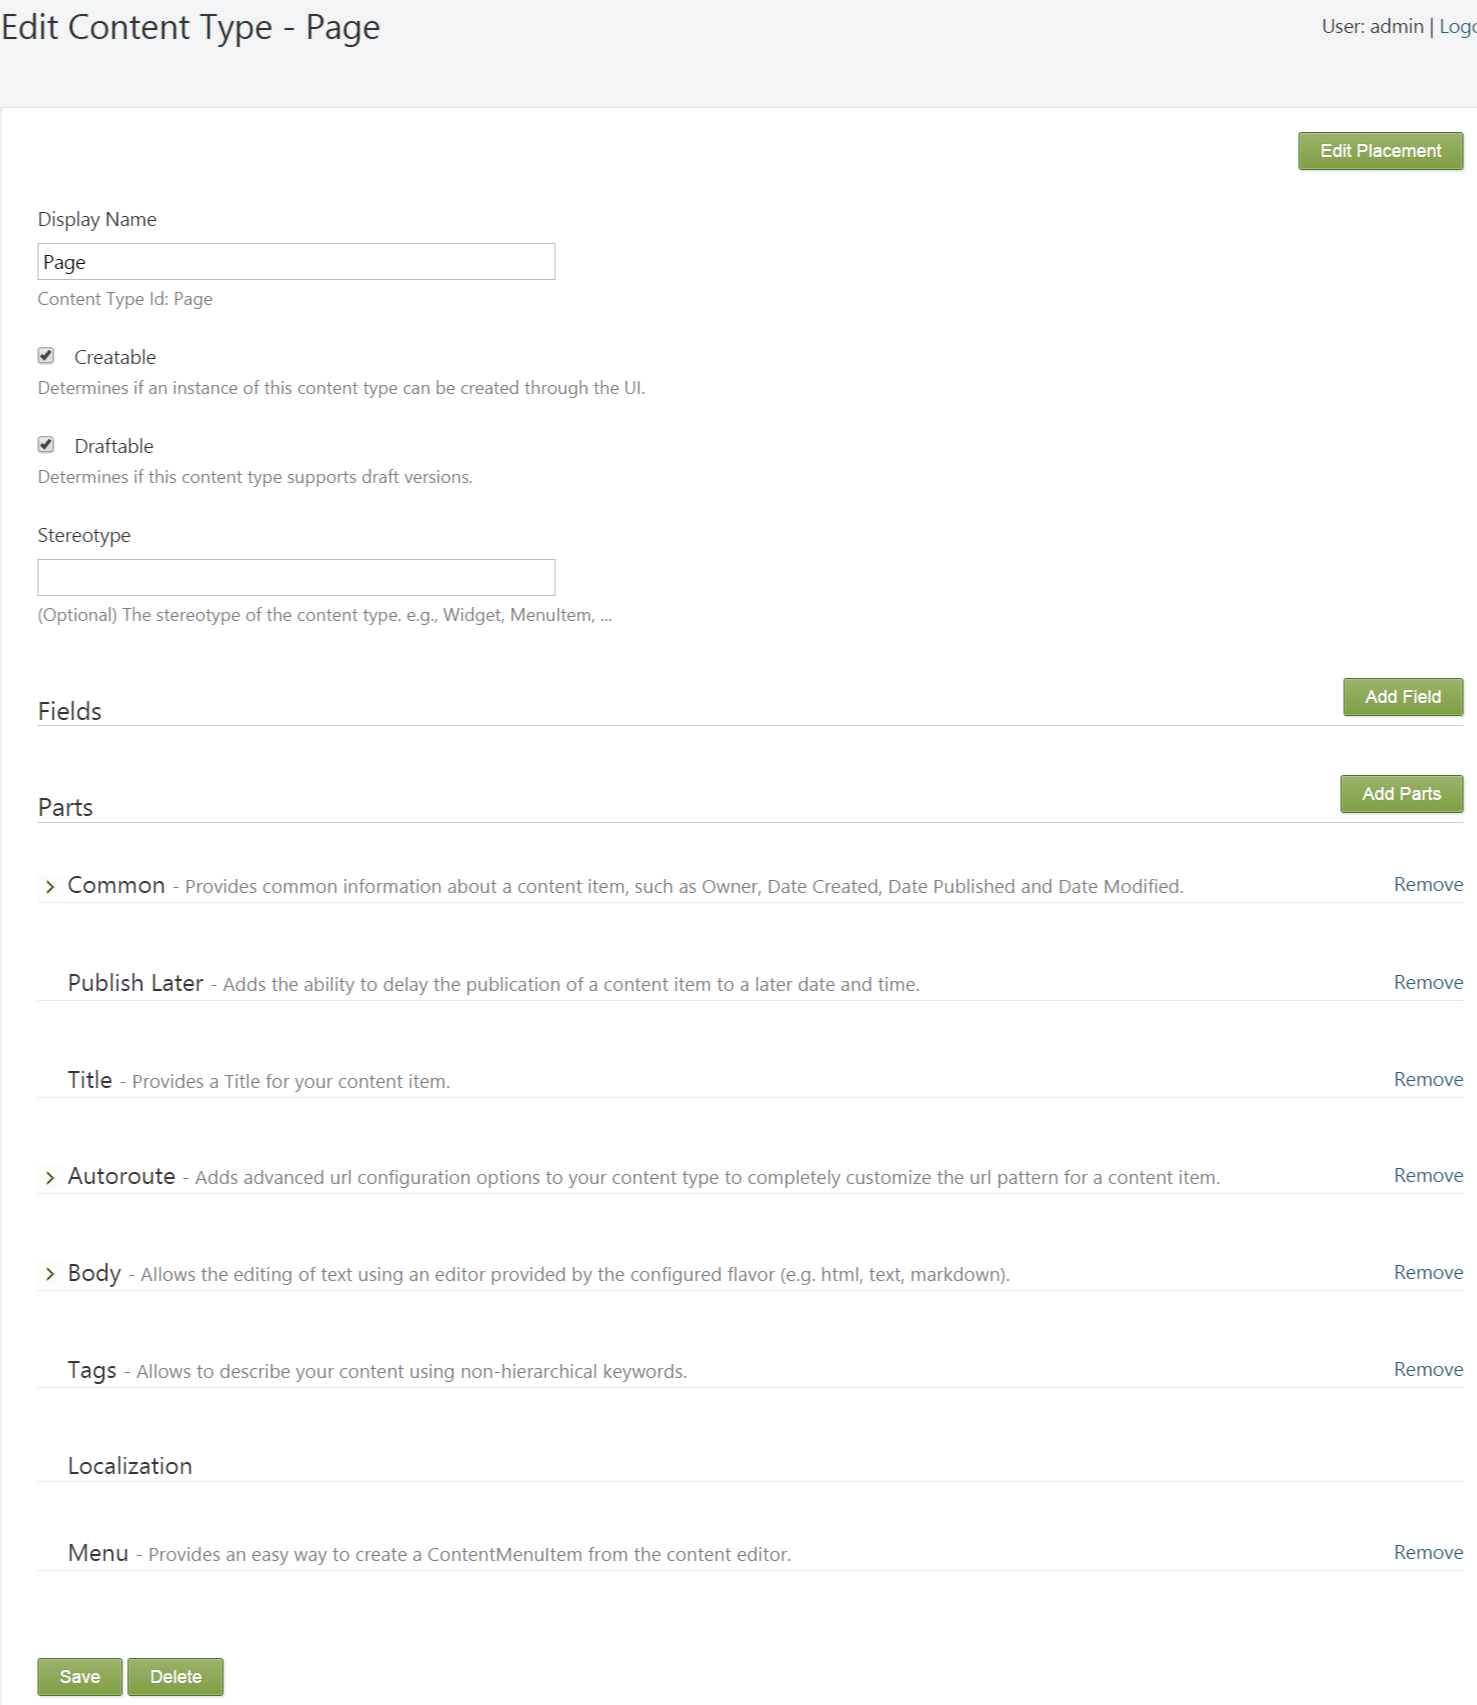 Edit Content Type - Page
User: admin | Logo
Edit Placement
Display Name
Page
Content Type Id: Page
Creatable
Determines if an instance of this content type can be created through the UI.
Draftable
Determines if this content type supports draft versions.
Stereotype
(Optional) The stereotype of the content type. e.g., Widget, MenuItem, ...
Fields
Add Field
Parts
Add Parts
Common - Provides common information about a content item, such as Owner, Date Created, Date Published and Date Modified.
Remove
Publish Later - Adds the ability to delay the publication of a content item to a later date and time.
Remove
Title - Provides a Title for your content item.
Remove
Autoroute - Adds advanced url configuration options to your content type to completely customize the url pattern for a content item.
Remove
Body - Allows the editing of text using an editor provided by the configured flavor (e.g. html, text, markdown).
Remove
Tags - Allows to describe your content using non-hierarchical keywords.
Remove
Localization
Menu - Provides an easy way to create a ContentMenuItem from the content editor.
Remove
Save
Delete